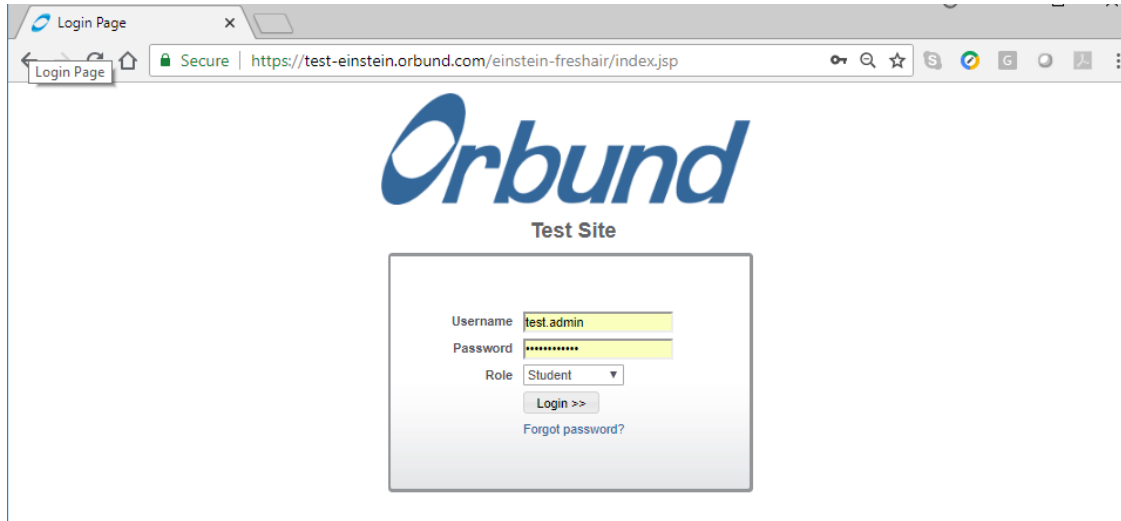 Login Page
Secure | https://test-einstein.orbund.com/einstein-freshair/index.jsp
Login Page
Orbund
Test Site
Username test.admin
Password ••••••••••••
Role Student
Login >>
Forgot password?